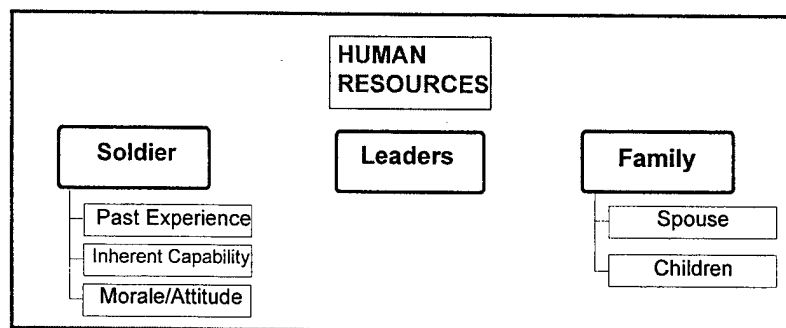 HUMAN
RESOURCES
Soldier
Leaders
Family
Past Experience
Inherent Capability
Morale/Attitude
Spouse
Children